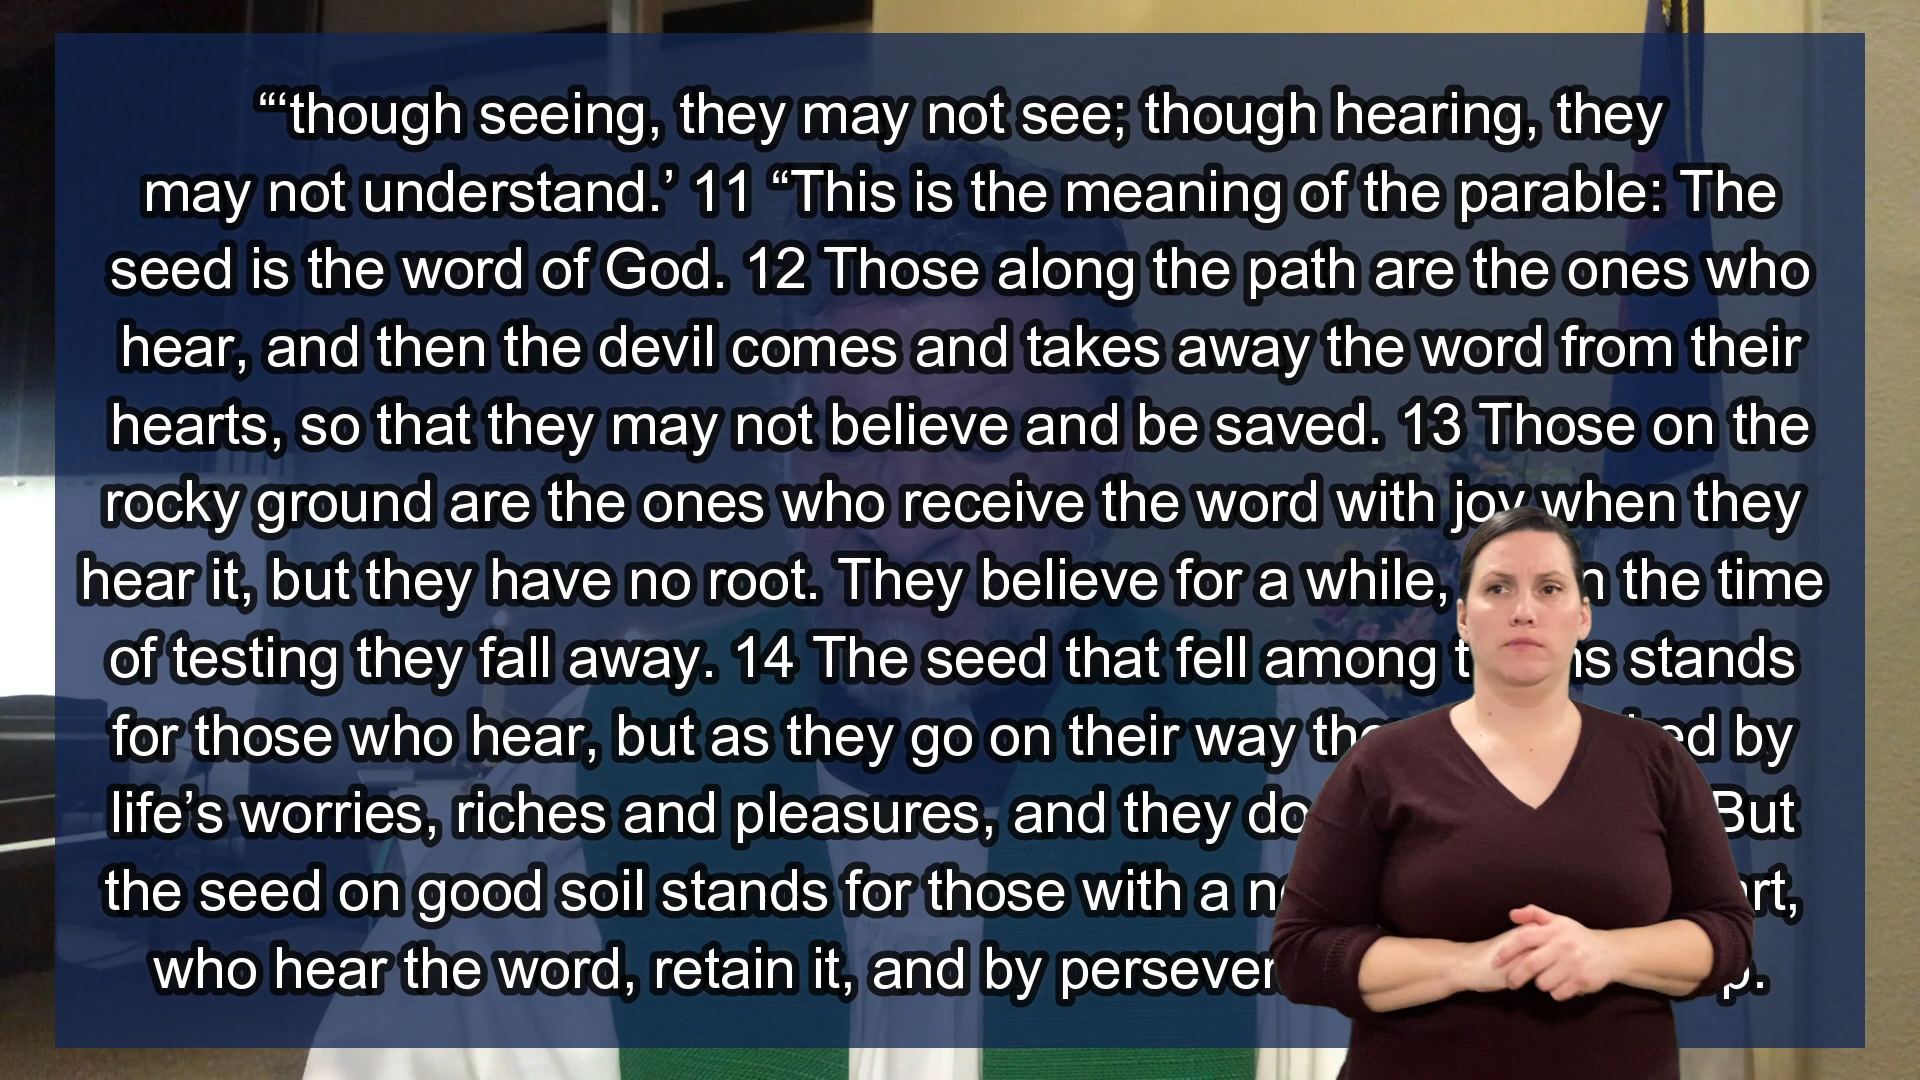 “‘though seeing, they may not see; though hearing, they
may not understand.’ 11 “This is the meaning of the parable: The
seed is the word of God. 12 Those along the path are the ones who
hear, and then the devil comes and takes away the word from their
hearts, so that they may not believe and be saved. 13 Those on the
rocky ground are the ones who receive the word with joy when they
hear it, but they have no root. They believe for a while, the time
of testing they fall away. 14 The seed that fell among stands
for those who hear, but as they go on their way by
life’s worries, riches and pleasures, and they But
the seed on good soil stands for those with a
who hear the word, retain it, and by